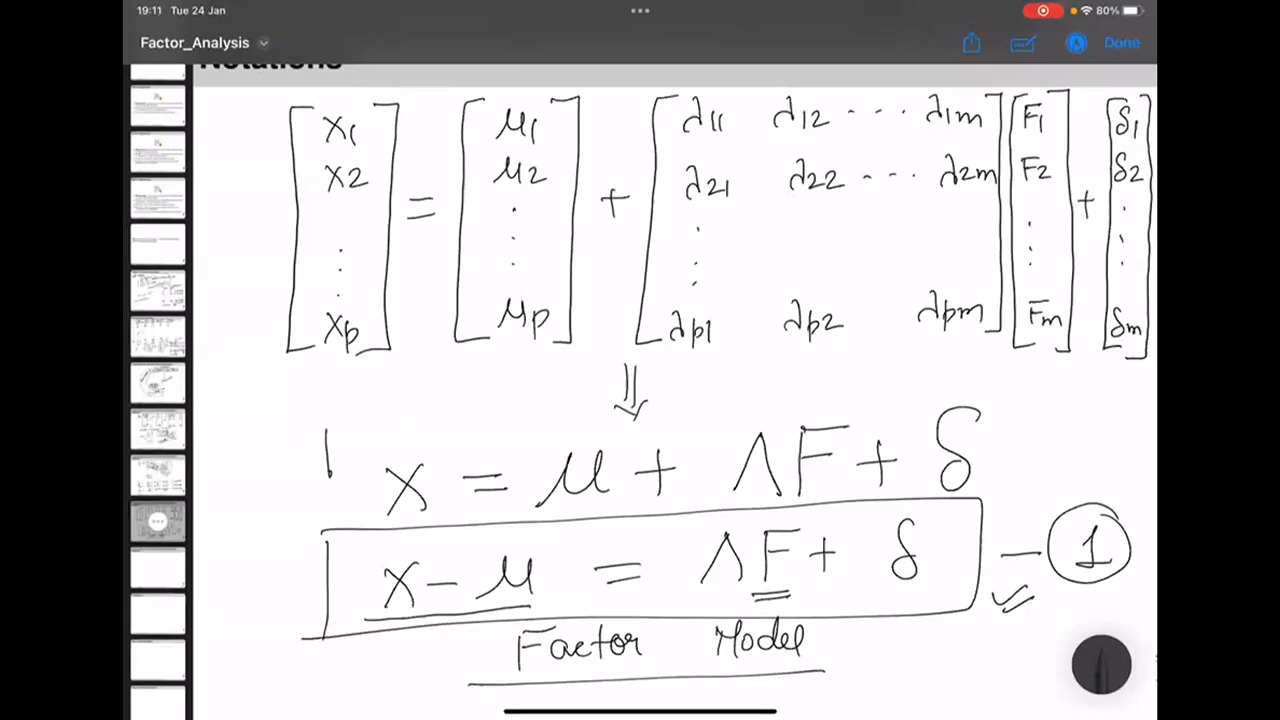 19:11 Tue 24 Jan
80%
Factor_Analysis
Done
Notations
[x1 x2 ⋮ xp] = [μ1 μ2 ⋮ μp] + [λ11 λ12 ... λ1m; λ21 λ22 ... λ2m; ⋮; λp1 λp2 λpm] [F1 F2 ⋮ Fm] + [δ1 δ2 ⋮ δm]
⇓
x = μ + ΛF + δ
x - μ = ΛF + δ — 1
Factor Model